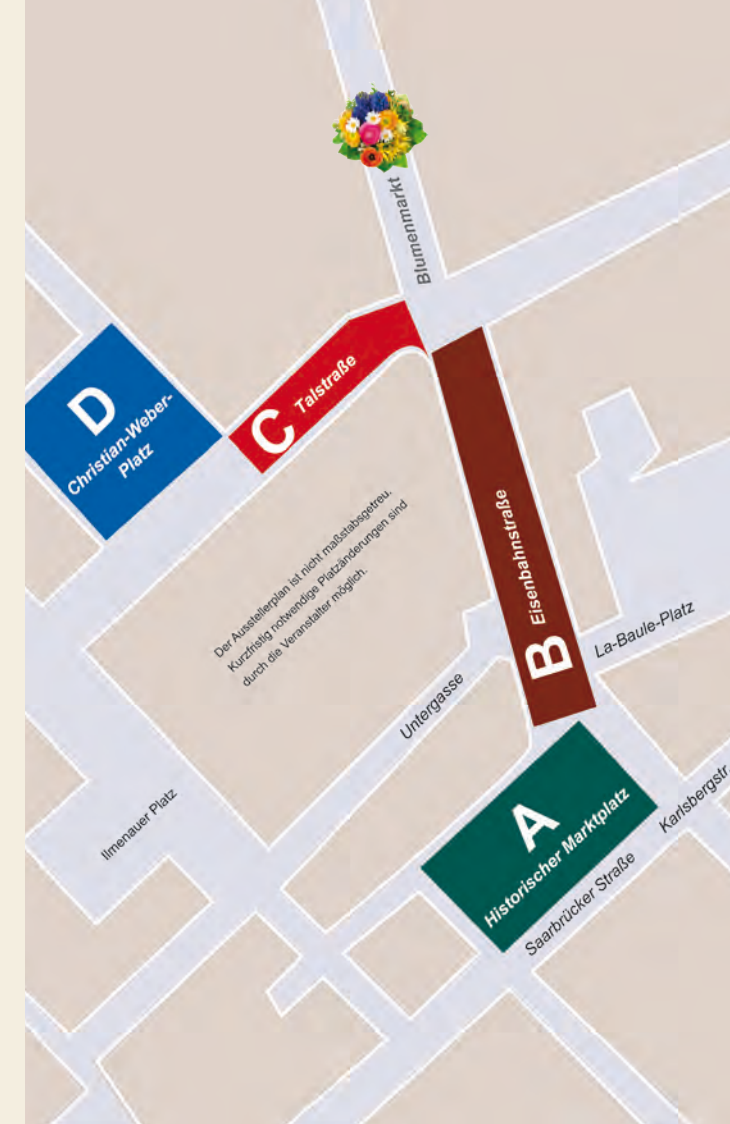 Blumenmarkt
D
Christian-Weber-
Platz
C Talstraße
Der Ausstellerplan ist nicht maßstabsgetreu.
Kurzfristig notwendige Platzänderungen sind
durch die Veranstalter möglich.
B Eisenbahnstraße
La-Baule-Platz
Untergasse
Ilmenauer Platz
A
Historischer Marktplatz
Karlsbergstr.
Saarbrücker Straße